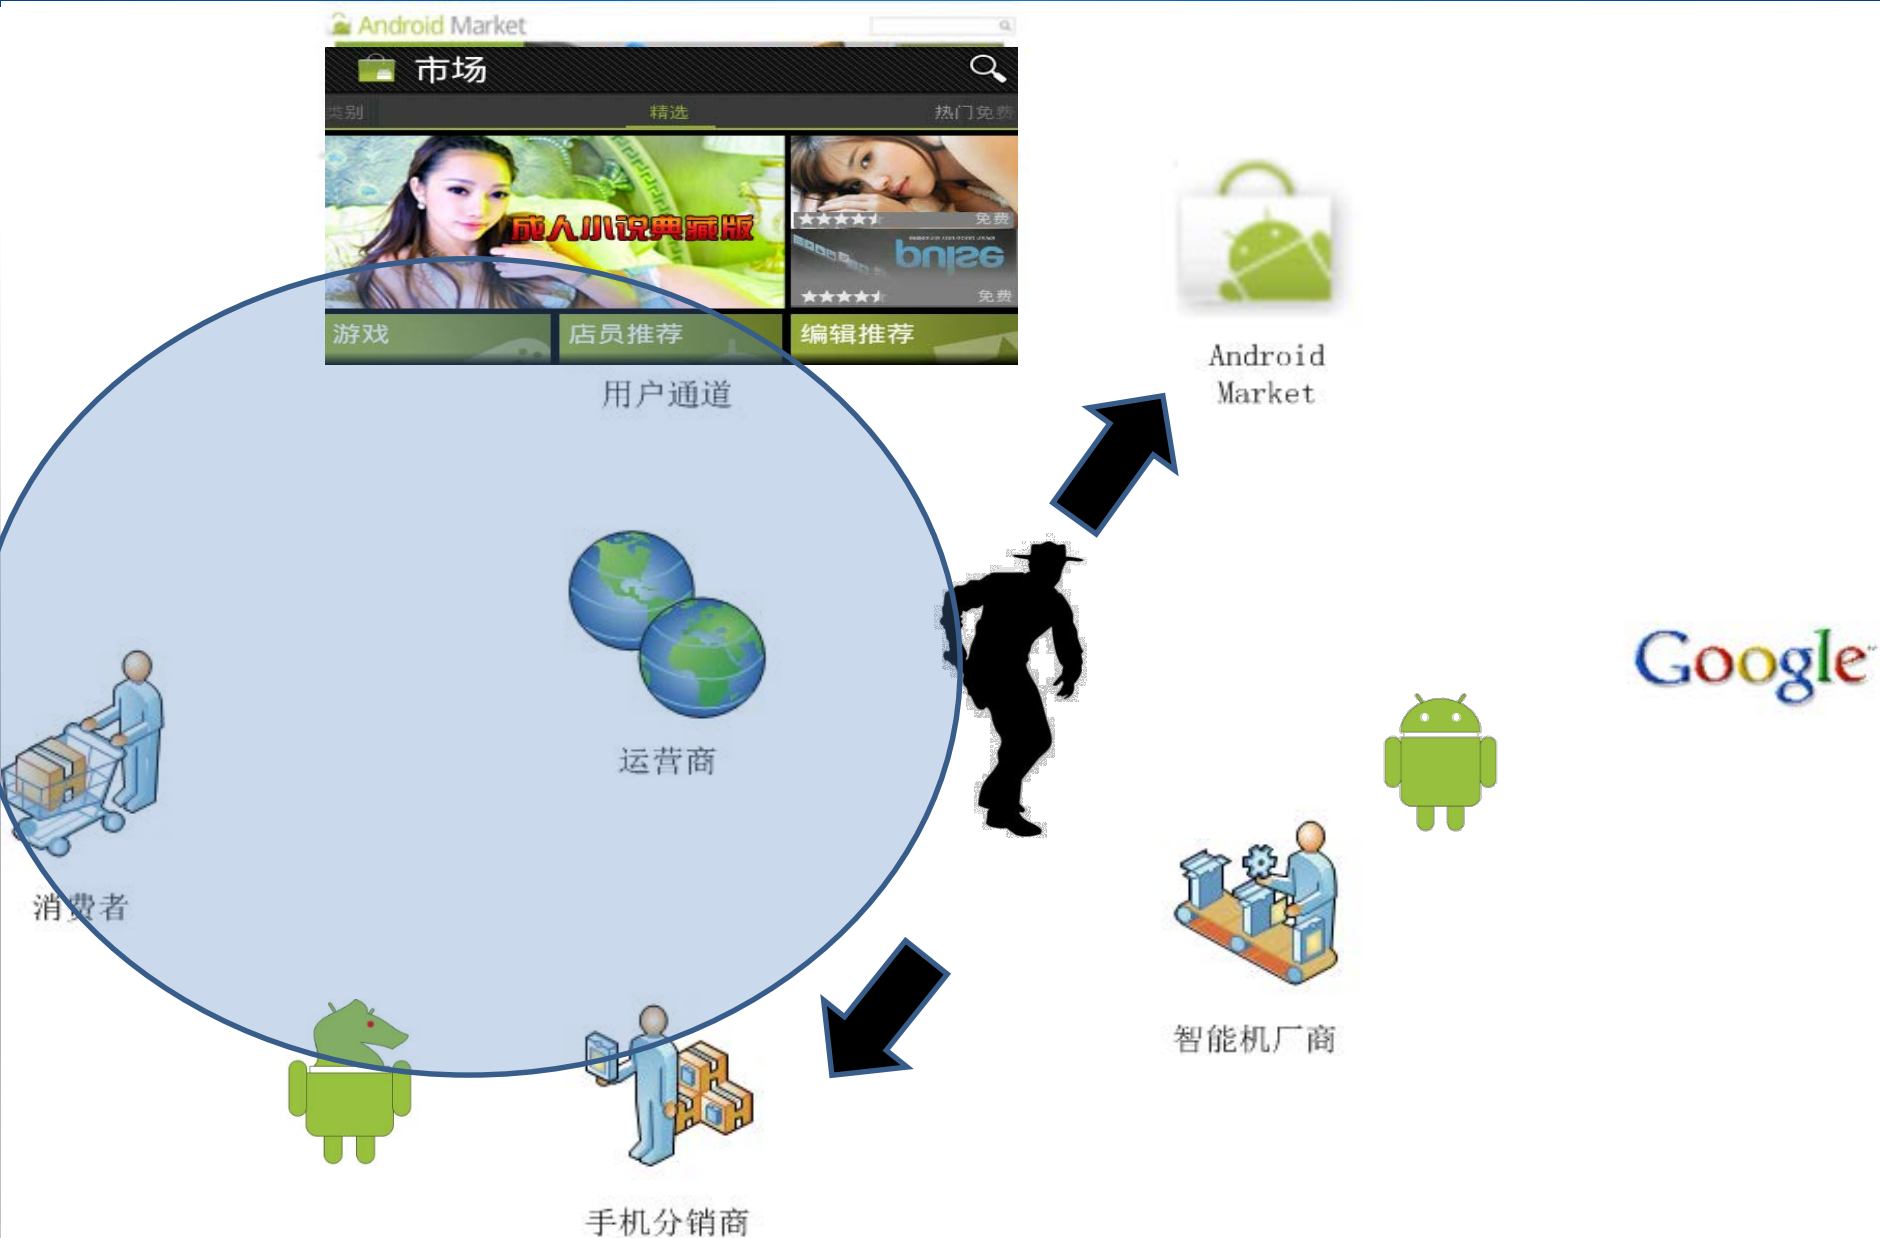 Android Market
市场
类别
精选
热门免费
成人小说典藏版
免费
pulse
免费
游戏
店员推荐
编辑推荐
用户通道
Android
Market
运营商
Google
消费者
智能机厂商
手机分销商